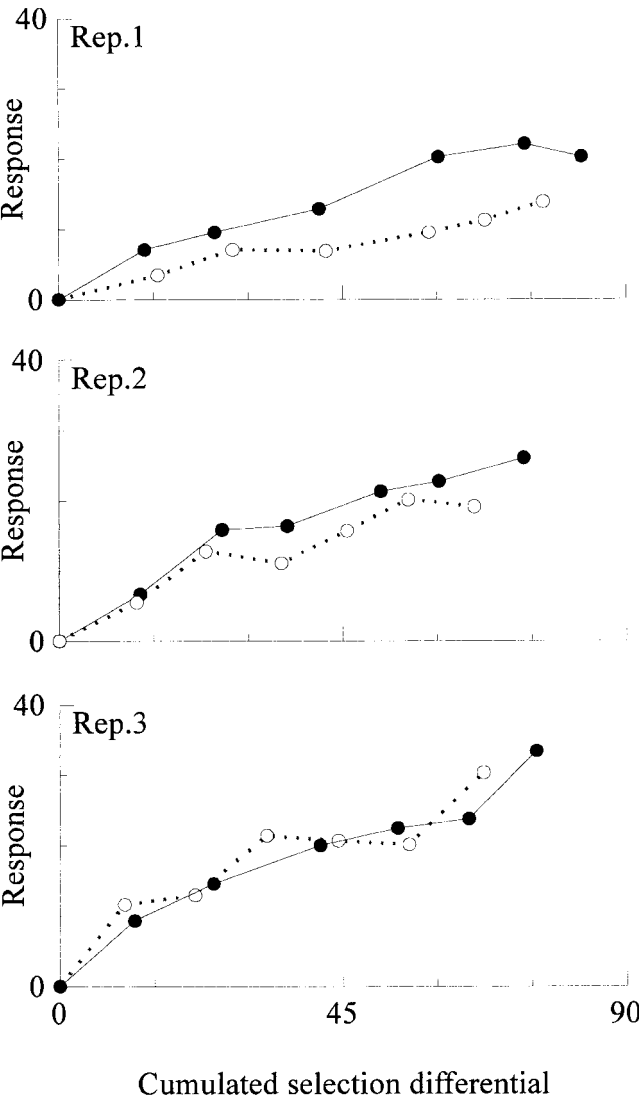 40
Rep.1
Response
0
40
Rep.2
Response
0
40
Rep.3
Response
0
0 45 90
Cumulated selection differential